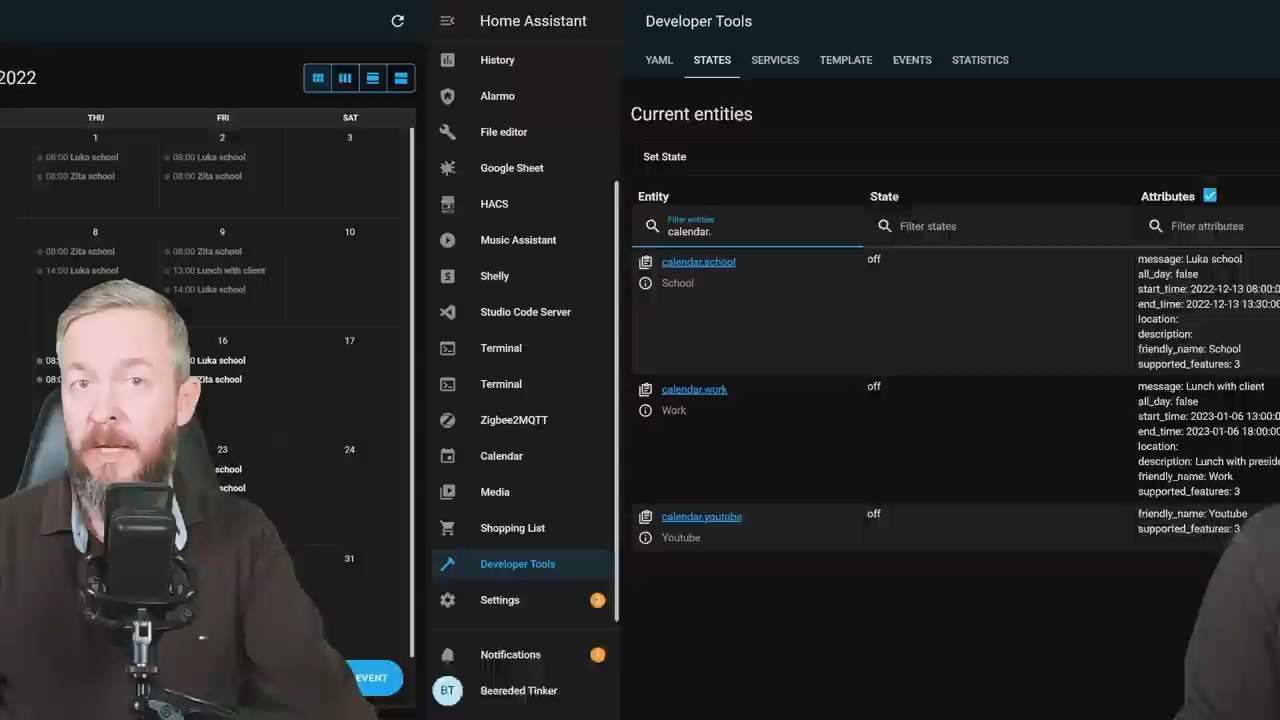 2022
THU
FRI
SAT
1
2
3
08:00 Luka school
08:00 Luka school
08:00 Zita school
08:00 Zita school
8
9
10
08:00 Luka school
08:00 Zita school
14:00 Luka school
13:00 Lunch with client
14:00 Luka school
16
17
08:
Luka school
08:
Zita school
23
24
school
school
31
EVENT
Home Assistant
History
Alarmo
File editor
Google Sheet
HACS
Music Assistant
Shelly
Studio Code Server
Terminal
Terminal
Zigbee2MQTT
Calendar
Media
Shopping List
Developer Tools
Settings
Notifications
BT
Bearded Tinker
Developer Tools
YAML
STATES
SERVICES
TEMPLATE
EVENTS
STATISTICS
Current entities
Set State
Entity
State
Attributes
Filter entities
calendar.
Filter states
Filter attributes
calendar.school
School
off
message: Luka school
all_day: false
start_time: 2022-12-13 08:00:0
end_time: 2022-12-13 13:30:00
location:
description:
friendly_name: School
supported_features: 3
calendar.work
Work
off
message: Lunch with client
all_day: false
start_time: 2023-01-06 13:00:0
end_time: 2023-01-06 18:00:00
location:
description: Lunch with preside
friendly_name: Work
supported_features: 3
calendar.youtube
Youtube
off
friendly_name: Youtube
supported_features: 3